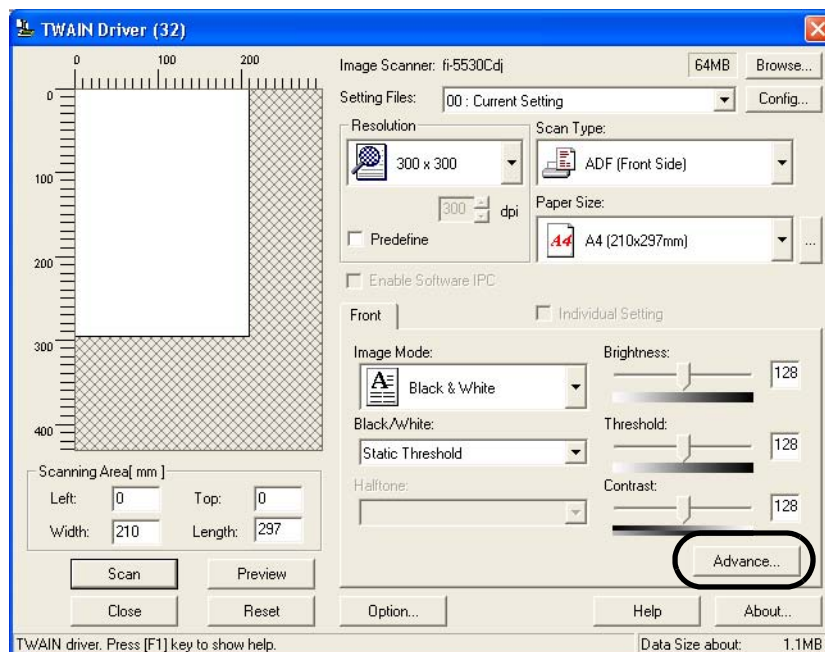 TWAIN Driver (32)
0 100 200
0
100
200
300
400
Scanning Area[ mm ]
Left: 0 Top: 0
Width: 210 Length: 297
Scan Preview
Close Reset
Image Scanner: fi-5530Cdj 64MB Browse...
Setting Files: 00 : Current Setting Config...
Resolution
300 x 300
300 dpi
Predefine
Scan Type:
ADF (Front Side)
Paper Size:
A4 A4 (210x297mm) ...
Enable Software IPC
Front Individual Setting
Image Mode:
A Black & White
Black/White:
Static Threshold
Halftone:
Brightness:
128
Threshold:
128
Contrast:
128
Advance...
Option... Help About...
TWAIN driver. Press [F1] key to show help. Data Size about: 1.1MB